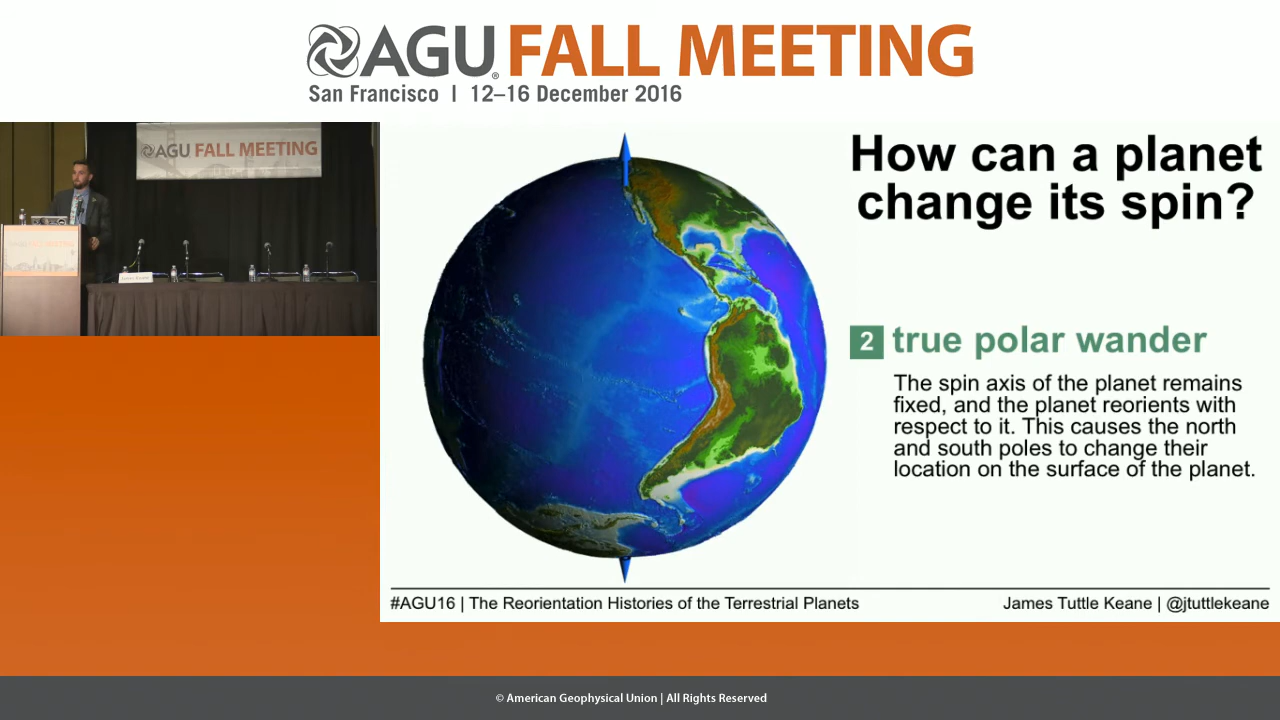 AGU FALL MEETING
San Francisco | 12–16 December 2016
AGU FALL MEETING
How can a planet
change its spin?
2 true polar wander
The spin axis of the planet remains
fixed, and the planet reorients with
respect to it. This causes the north
and south poles to change their
location on the surface of the planet.
#AGU16 | The Reorientation Histories of the Terrestrial Planets
James Tuttle Keane | @jtuttlekeane
© American Geophysical Union | All Rights Reserved